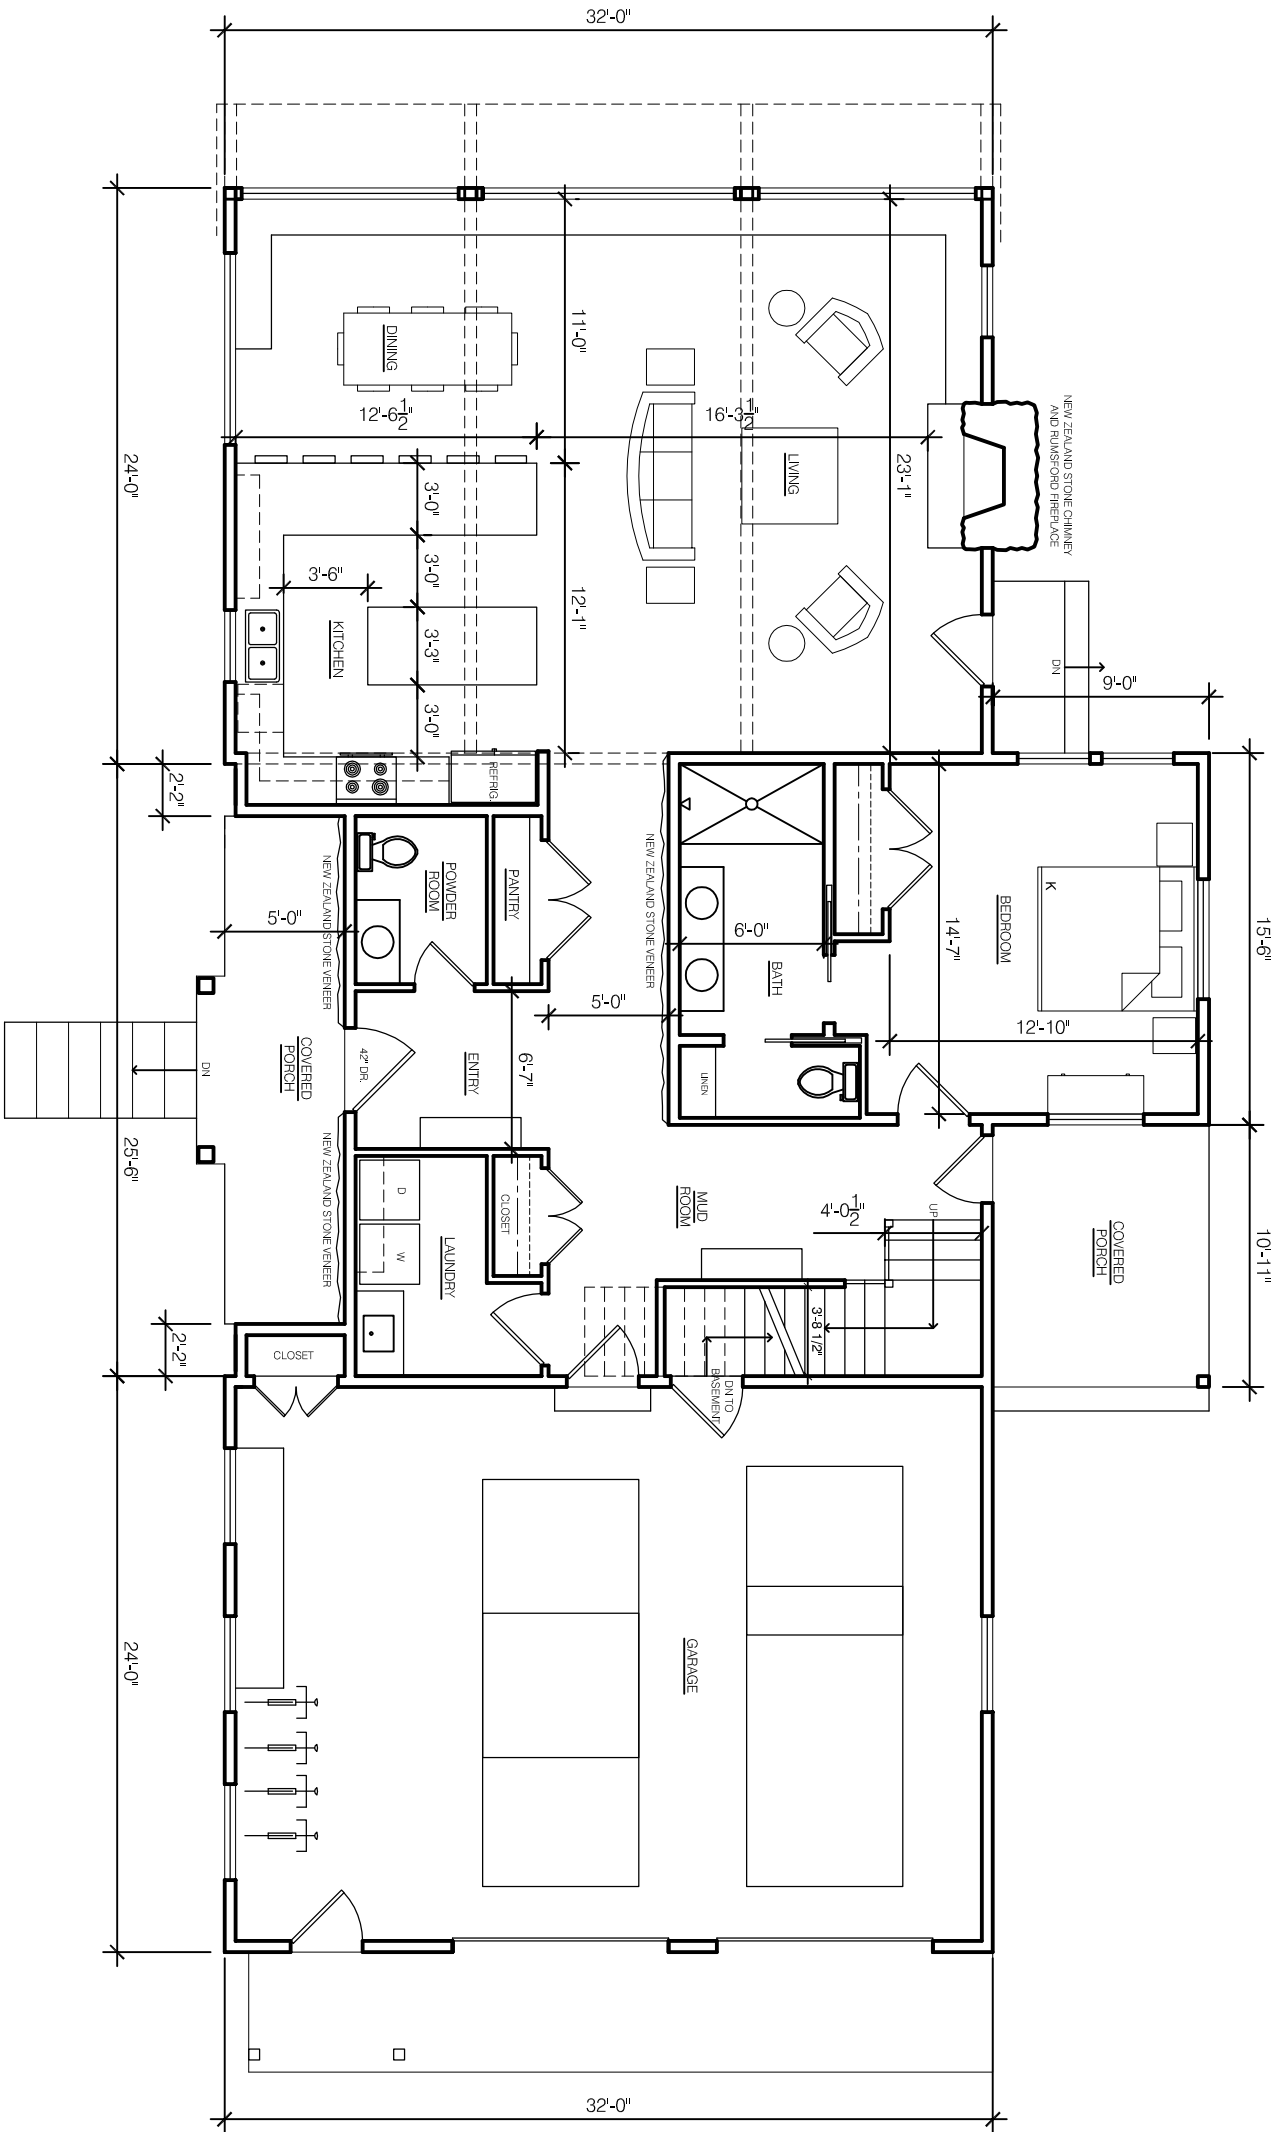 32'-0"
NEW ZEALAND STONE CHIMNEY
AND RUMSFORD FIREPLACE
11'-0"
23'-1"
DINING
12'-6 1/2"
16'-3 1/2"
LIVING
24'-0"
3'-0"
3'-0"
3'-6"
12'-1"
KITCHEN
3'-3"
3'-0"
DN
9'-0"
2'-2"
REFRIG.
15'-6"
NEW ZEALAND STONE VENEER
NEW ZEALAND STONE VENEER
POWDER
ROOM
PANTRY
K
BEDROOM
5'-0"
6'-0"
14'-7"
BATH
5'-0"
12'-10"
COVERED
PORCH
42" DR.
ENTRY
6'-7"
DN
LINEN
25'-6"
NEW ZEALAND STONE VENEER
D
W
CLOSET
MUD
ROOM
4'-0 1/2"
UP
COVERED
PORCH
10'-11"
LAUNDRY
3'-8 1/2"
2'-2"
CLOSET
DN TO
BASEMENT
24'-0"
GARAGE
32'-0"